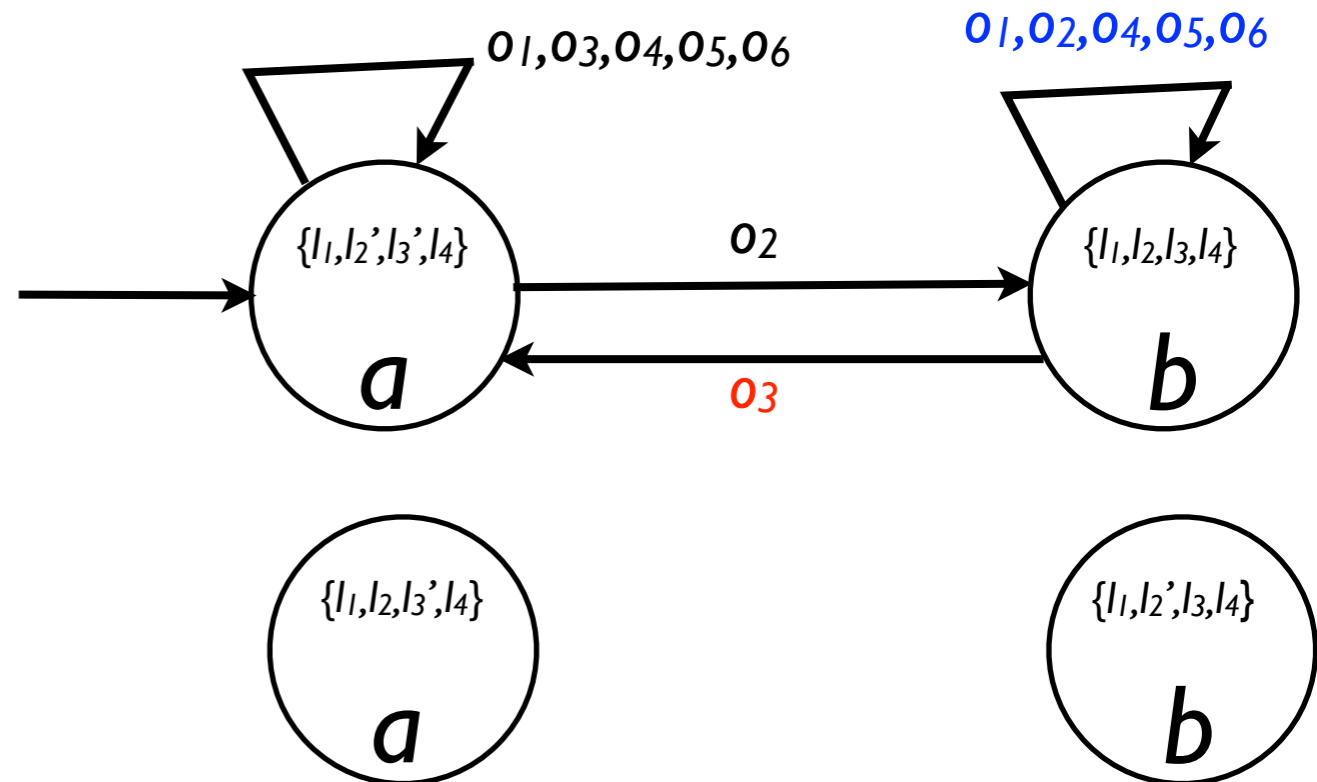 o1,o3,o4,o5,o6
o1,o2,o4,o5,o6
{l1,l2’,l3’,l4}
o2
{l1,l2,l3,l4}
a
o3
b
{l1,l2,l3’,l4}
{l1,l2’,l3,l4}
a
b